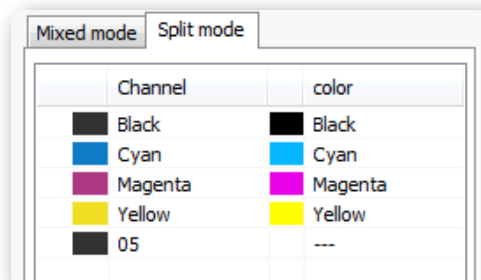 Mixed mode Split mode
Channel color
Black Black
Cyan Cyan
Magenta Magenta
Yellow Yellow
05 ---